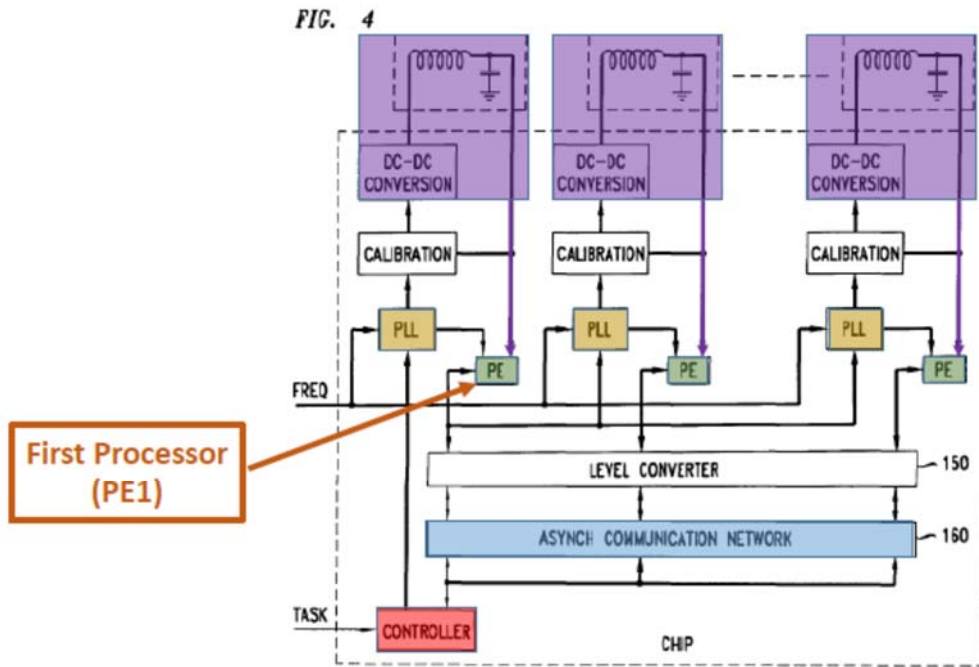 FIG. 4
DC-DC
CONVERSION
DC-DC
CONVERSION
DC-DC
CONVERSION
CALIBRATION
CALIBRATION
CALIBRATION
PLL
PLL
PLL
PE
PE
PE
FREQ
First Processor
(PE1)
LEVEL CONVERTER
150
ASYNCH COMMUNICATION NETWORK
160
TASK
CONTROLLER
CHIP